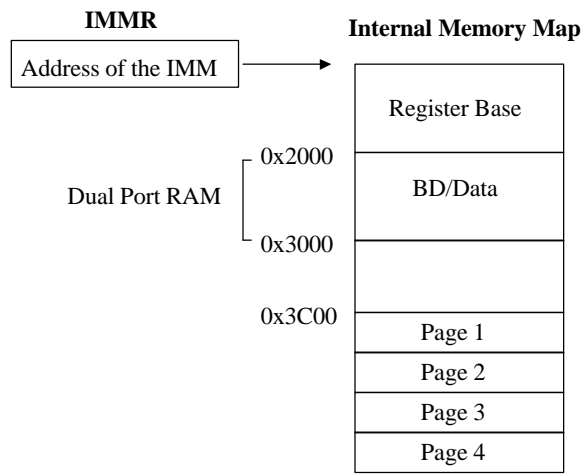 IMMR
Internal Memory Map
Address of the IMM
Register Base
0x2000
Dual Port RAM
BD/Data
0x3000
0x3C00
Page 1
Page 2
Page 3
Page 4